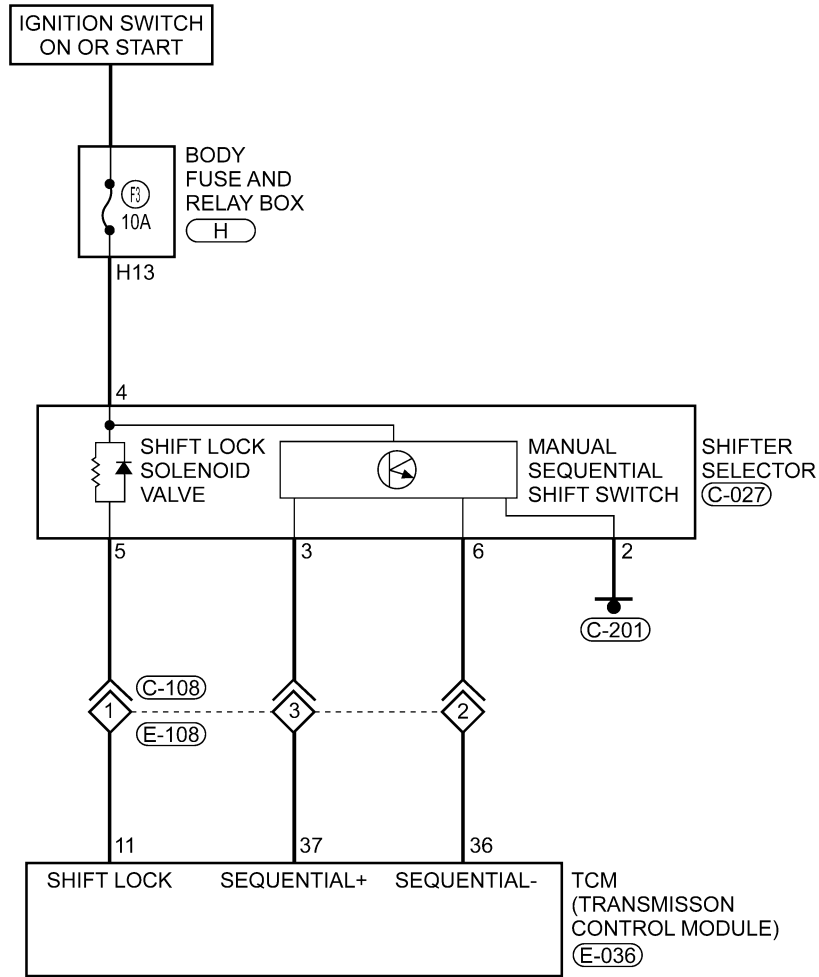 IGNITION SWITCH
ON OR START
BODY
FUSE AND
RELAY BOX
H
F3
10A
H13
4
SHIFT LOCK
SOLENOID
VALVE
MANUAL
SEQUENTIAL
SHIFT SWITCH
SHIFTER
SELECTOR
C-027
5
3
6
2
C-201
C-108
1
3
2
E-108
11
37
36
SHIFT LOCK
SEQUENTIAL+
SEQUENTIAL-
TCM
(TRANSMISSON
CONTROL MODULE)
E-036